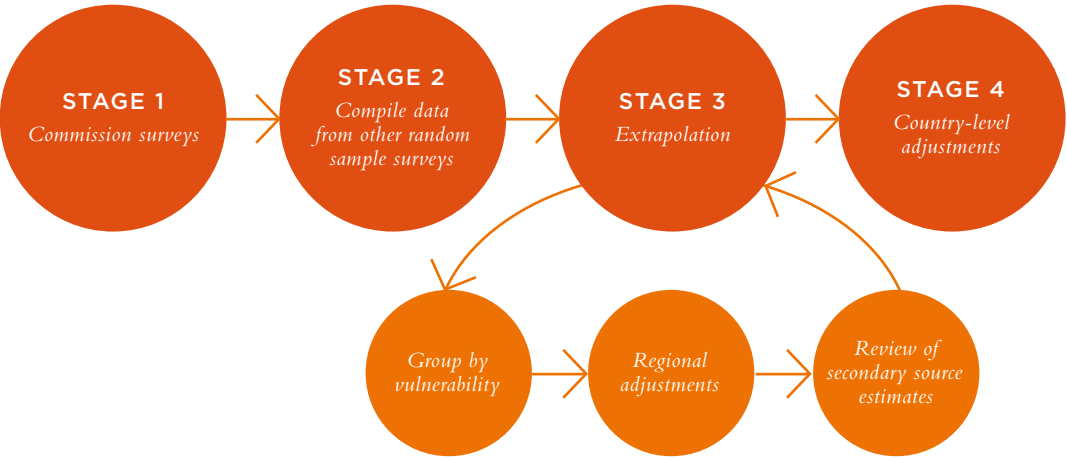 STAGE 1
Commission surveys
STAGE 2
Compile data
from other random
sample surveys
STAGE 3
Extrapolation
STAGE 4
Country-level
adjustments
Group by
vulnerability
Regional
adjustments
Review of
secondary source
estimates